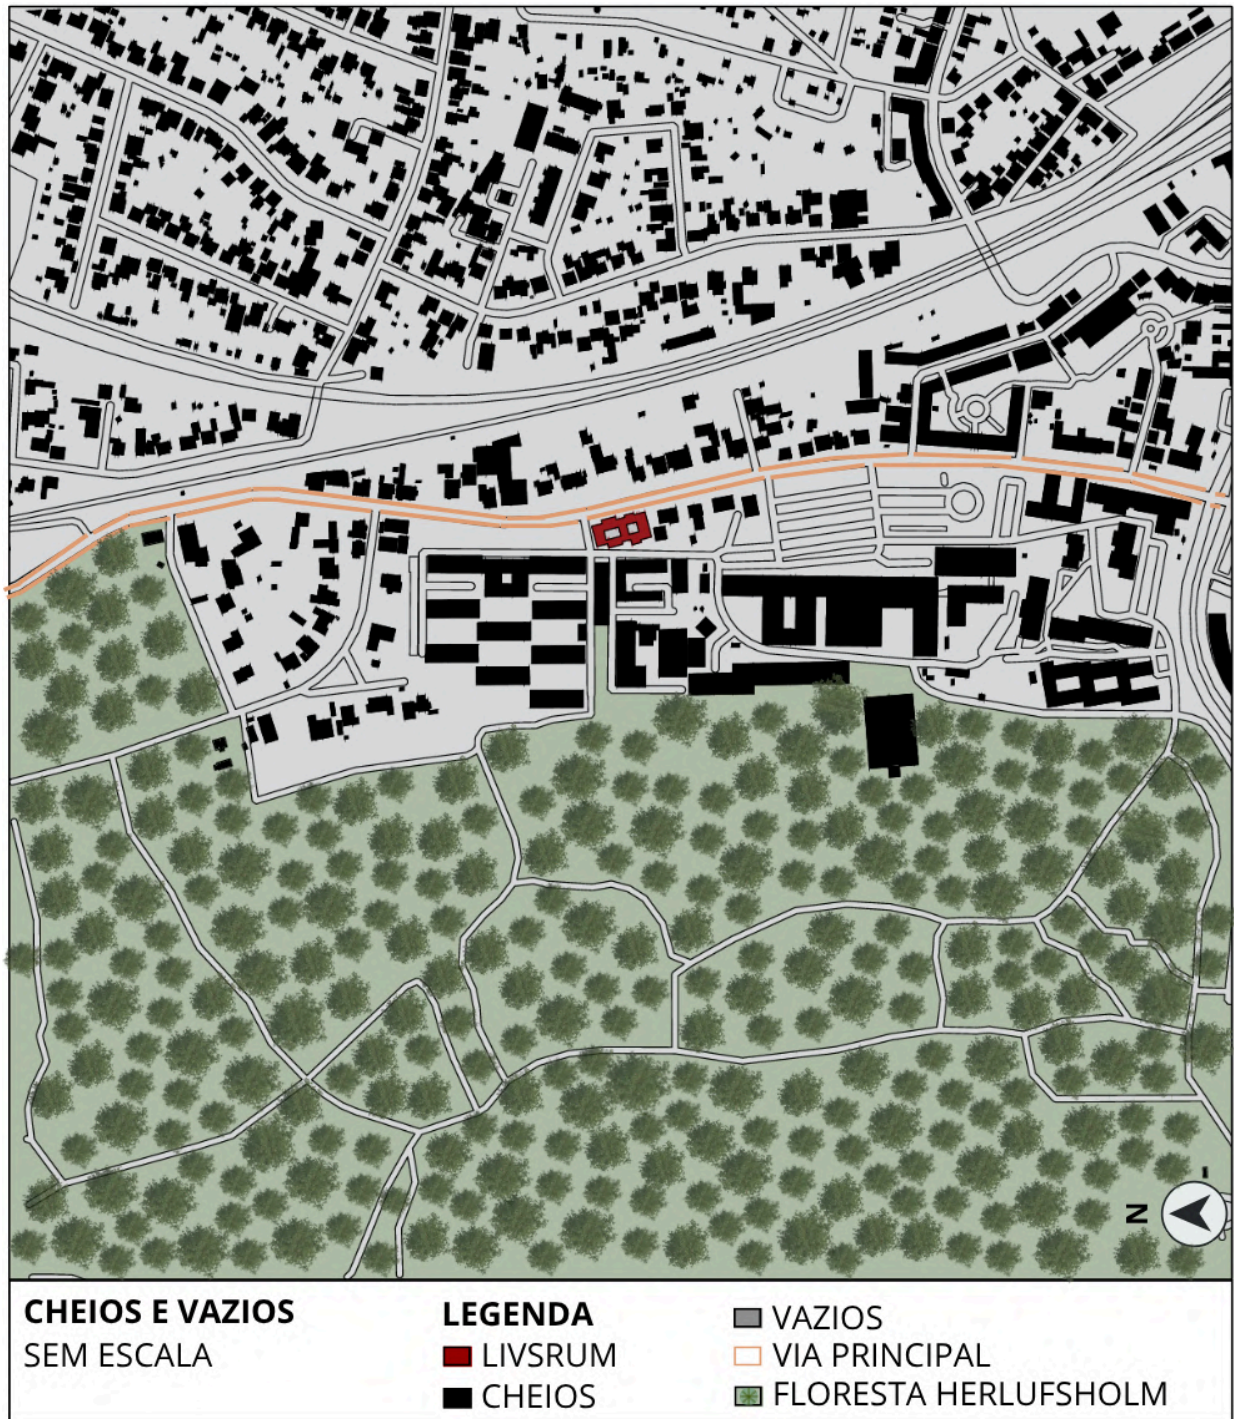 N
CHEIOS E VAZIOS
SEM ESCALA
LEGENDA
LIVSRUM
CHEIOS
VAZIOS
VIA PRINCIPAL
FLORESTA HERLUFSHOLM